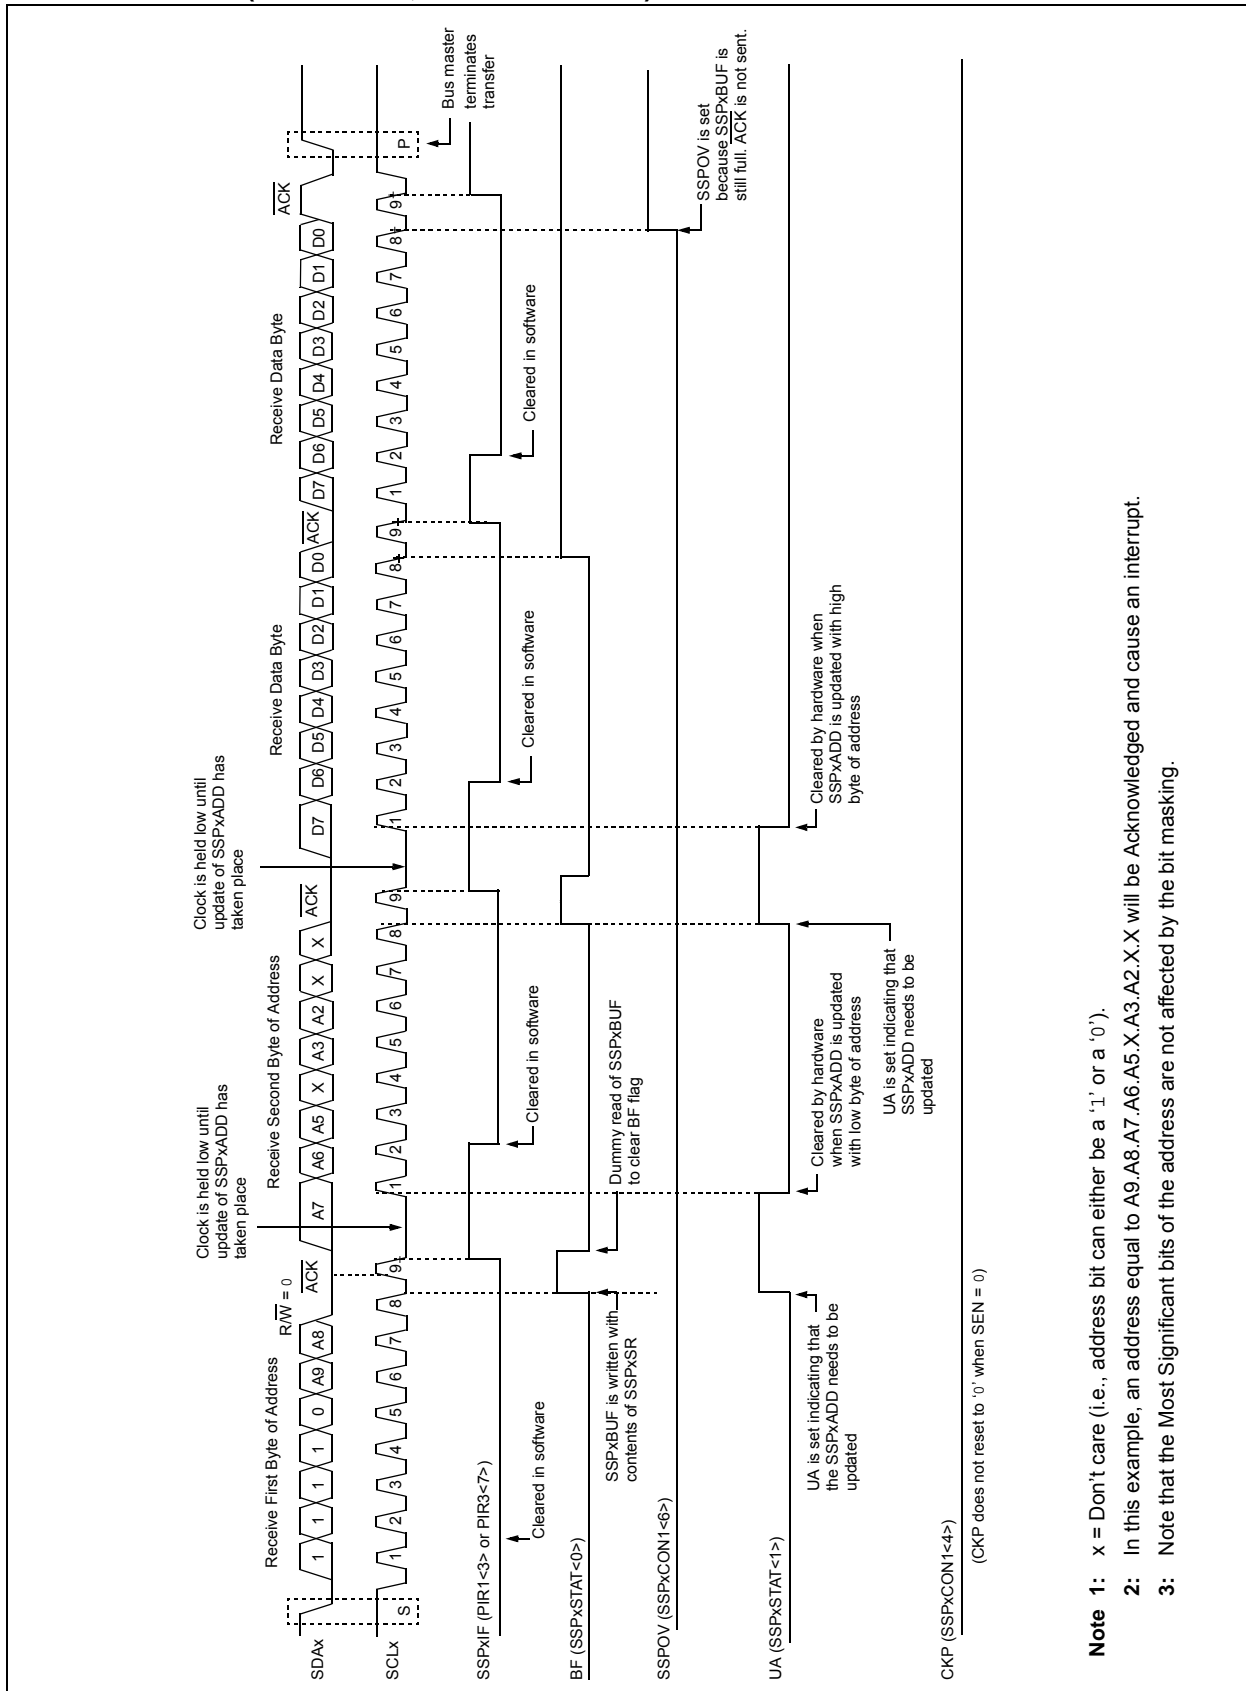 Receive First Byte of Address
R/W = 0
ACK
Receive Second Byte of Address
ACK
Receive Data Byte
ACK
Receive Data Byte
ACK
Clock is held low until
update of SSPxADD has
taken place
Clock is held low until
update of SSPxADD has
taken place
SDAx
1 1 1 1 0 A9 A8
A7 A6 A5 X A3 A2 X X
D7 D6 D5 D4 D3 D2 D1 D0
D7 D6 D5 D4 D3 D2 D1 D0
SCLx
S
1 2 3 4 5 6 7 8 9
1 2 3 4 5 6 7 8 9
1 2 3 4 5 6 7 8 9
1 2 3 4 5 6 7 8 9
P
Bus master
terminates
transfer
SSPxIF (PIR1<3> or PIR3<7>)
Cleared in software
Cleared in software
Cleared in software
Cleared in software
BF (SSPxSTAT<0>)
SSPxBUF is written with
contents of SSPxSR
Dummy read of SSPxBUF
to clear BF flag
SSPOV (SSPxCON1<6>)
SSPOV is set
because SSPxBUF is
still full. ACK is not sent.
UA (SSPxSTAT<1>)
UA is set indicating that
the SSPxADD needs to be
updated
Cleared by hardware
when SSPxADD is updated
with low byte of address
UA is set indicating that
SSPxADD needs to be
updated
Cleared by hardware when
SSPxADD is updated with high
byte of address
CKP (SSPxCON1<4>)
(CKP does not reset to ‘0’ when SEN = 0)
Note 1: x = Don’t care (i.e., address bit can either be a ‘1’ or a ‘0’).
2: In this example, an address equal to A9.A8.A7.A6.A5.X.A3.A2.X.X will be Acknowledged and cause an interrupt.
3: Note that the Most Significant bits of the address are not affected by the bit masking.